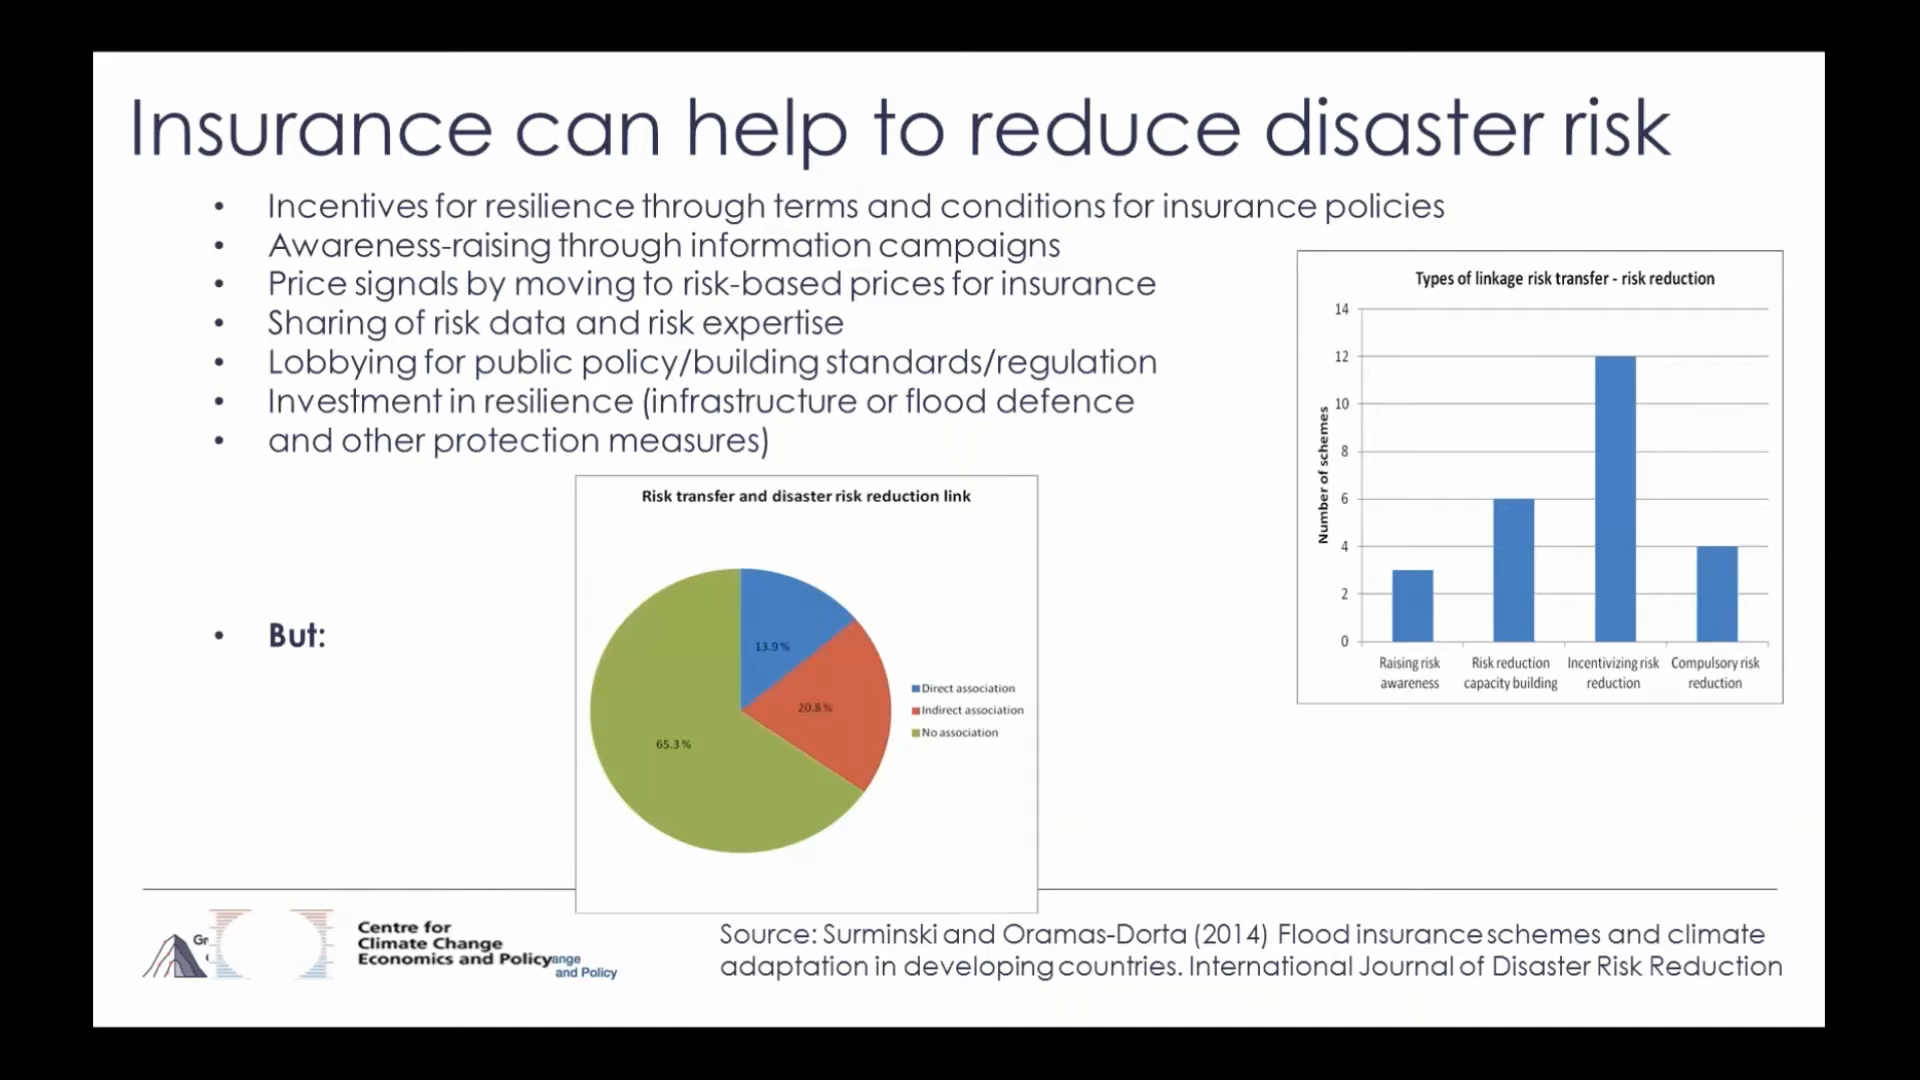 Insurance can help to reduce disaster risk
• Incentives for resilience through terms and conditions for insurance policies
• Awareness-raising through information campaigns
• Price signals by moving to risk-based prices for insurance
• Sharing of risk data and risk expertise
• Lobbying for public policy/building standards/regulation
• Investment in resilience (infrastructure or flood defence
• and other protection measures)
Types of linkage risk transfer - risk reduction
Number of schemes
14
12
10
8
6
4
2
0
Raising risk
awareness
Risk reduction
capacity building
Incentivizing risk
reduction
Compulsory risk
reduction
• But:
Risk transfer and disaster risk reduction link
13.9%
20.8%
65.3%
Direct association
Indirect association
No association
Gr
Centre for
Climate Change
Economics and Policy
ange
and Policy
Source: Surminski and Oramas-Dorta (2014) Flood insurance schemes and climate
adaptation in developing countries. International Journal of Disaster Risk Reduction